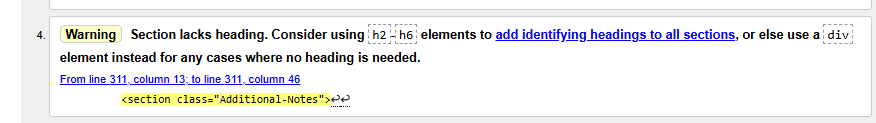 4. Warning Section lacks heading. Consider using h2-h6 elements to add identifying headings to all sections, or else use a div
element instead for any cases where no heading is needed.
From line 311, column 13; to line 311, column 46
<section class="Additional-Notes">↩↩